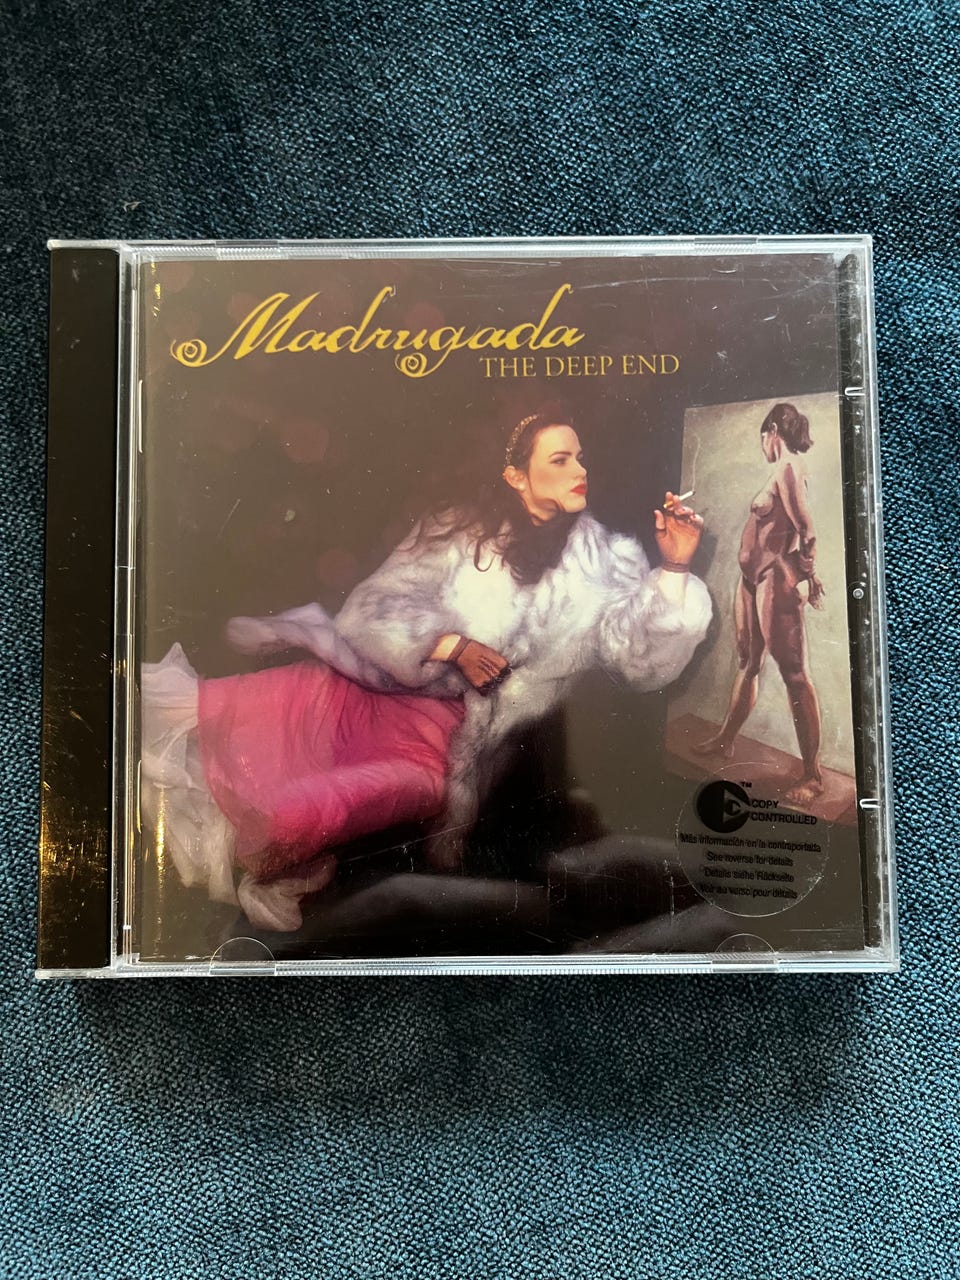 Madrugada
THE DEEP END
TM
COPY
CONTROLLED
Más información en la contraportada
See reverse for details
Details siehe Rückseite
Voir au verso pour détails